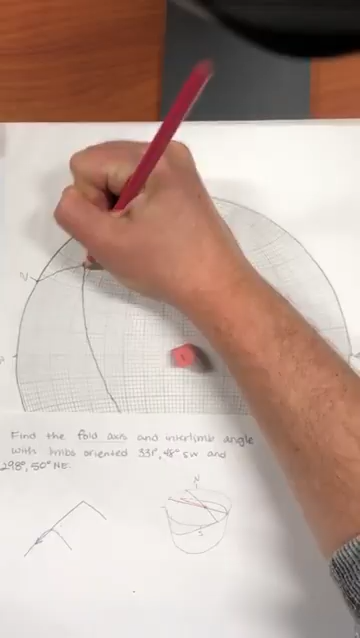 N
Find the fold axis and interlimb angle
with limbs oriented 331°, 48° SW and
298°, 50° NE.
N
S